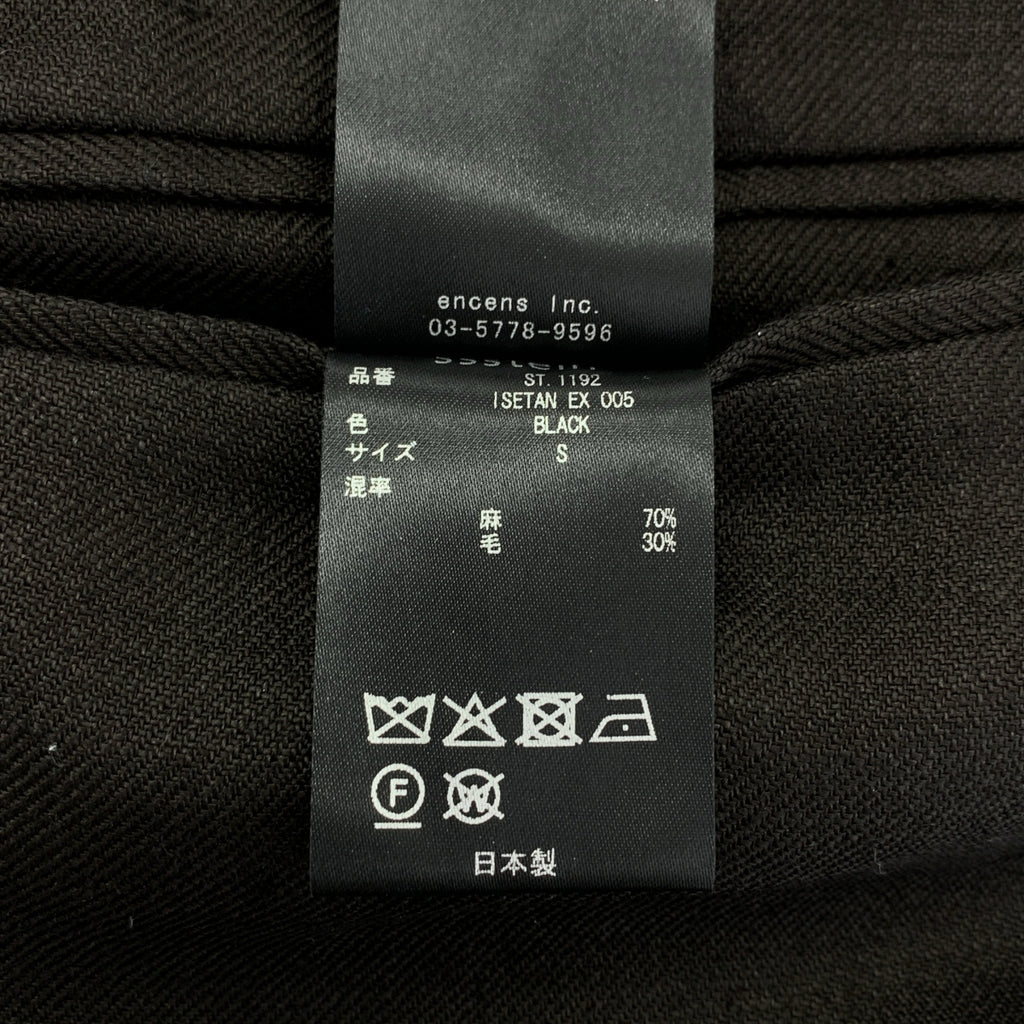 encens Inc.
03-5778-9596
品番 ST.1192
ISETAN EX 005
色 BLACK
サイズ S
混率
麻 70%
毛 30%
F W
日本製